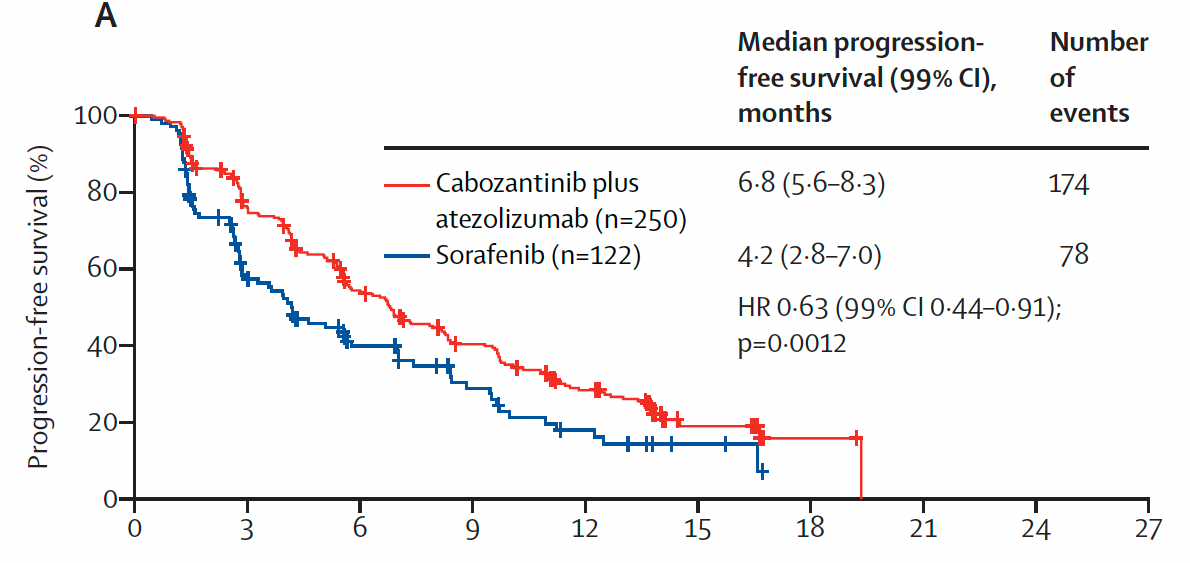 A
Median progression-
free survival (99% CI),
months
Number
of
events
Cabozantinib plus
atezolizumab (n=250)
6·8 (5·6–8·3)
174
Sorafenib (n=122)
4·2 (2·8–7·0)
78
HR 0·63 (99% CI 0·44–0·91);
p=0·0012
Progression-free survival (%)
100
80
60
40
20
0
0 3 6 9 12 15 18 21 24 27